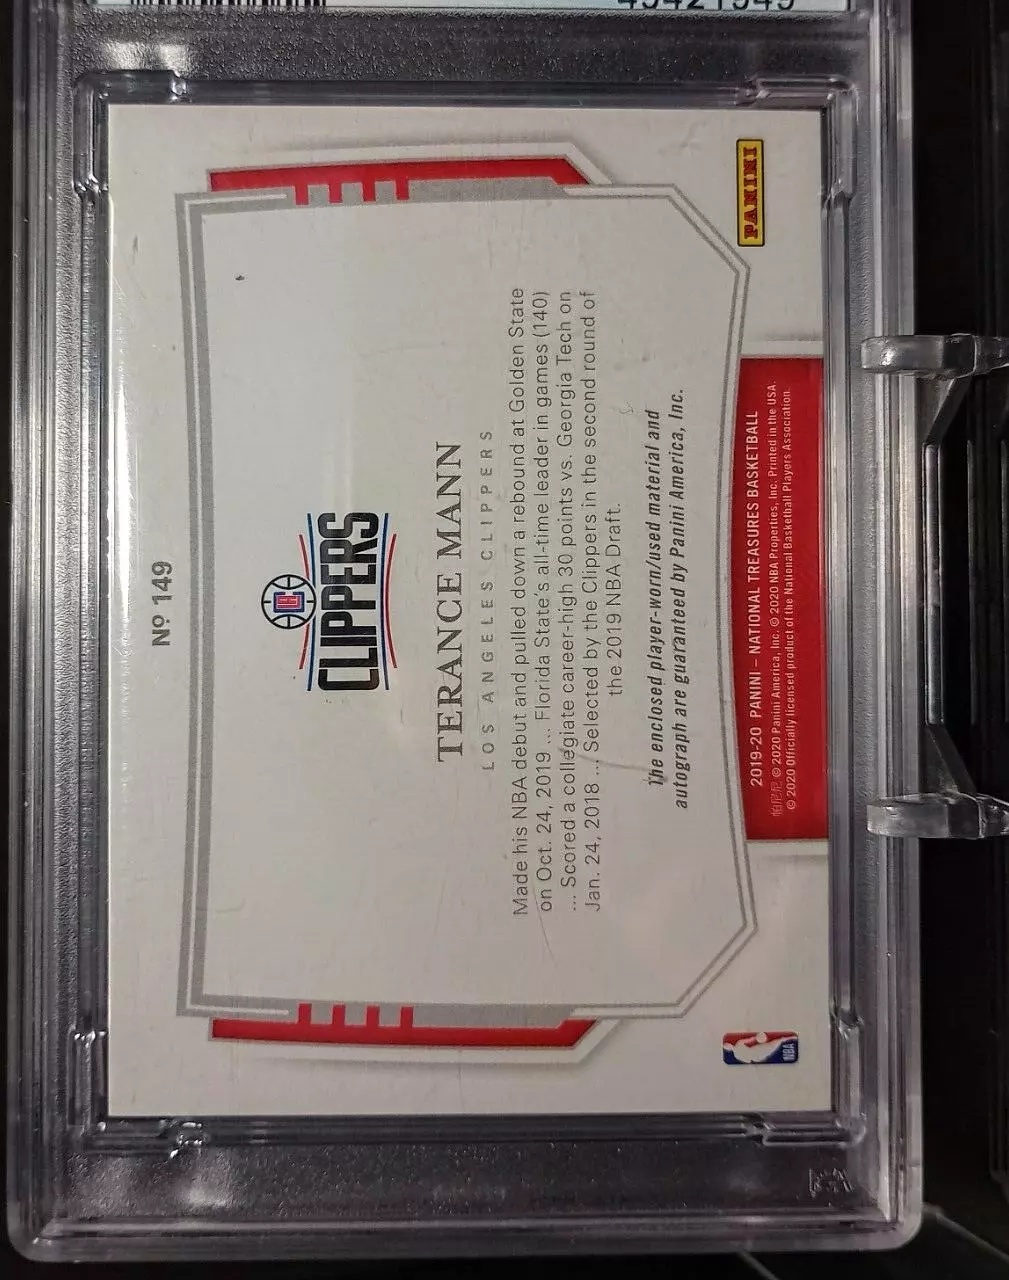 Nº 149
CLIPPERS
TERANCE MANN
LOS ANGELES CLIPPERS
Made his NBA debut and pulled down a rebound at Golden State
on Oct. 24, 2019 ... Florida State's all-time leader in games (140)
... Scored a collegiate career-high 30 points vs. Georgia Tech on
Jan. 24, 2018 ... Selected by the Clippers in the second round of
the 2019 NBA Draft.
The enclosed player-worn/used material and
autograph are guaranteed by Panini America, Inc.
2019-20 PANINI – NATIONAL TREASURES BASKETBALL
帕尼尼 © 2020 Panini America, Inc. © 2020 NBA Properties, Inc. Printed in the USA.
© 2020 Officially licensed product of the National Basketball Players Association.
NBA
PANINI